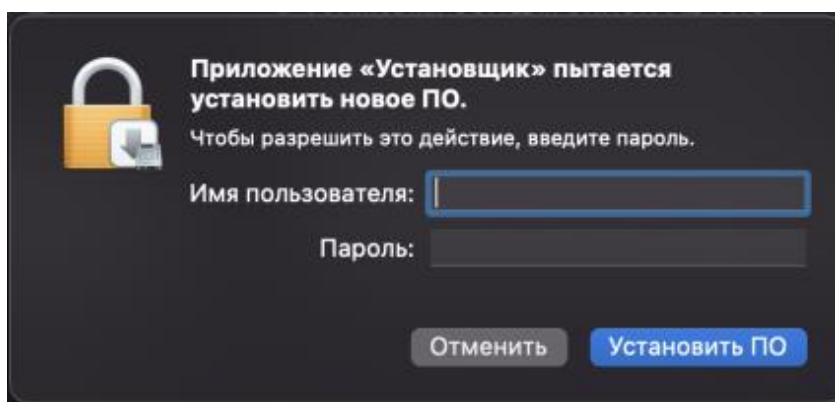 Приложение «Установщик» пытается
установить новое ПО.
Чтобы разрешить это действие, введите пароль.
Имя пользователя:
Пароль:
Отменить
Установить ПО